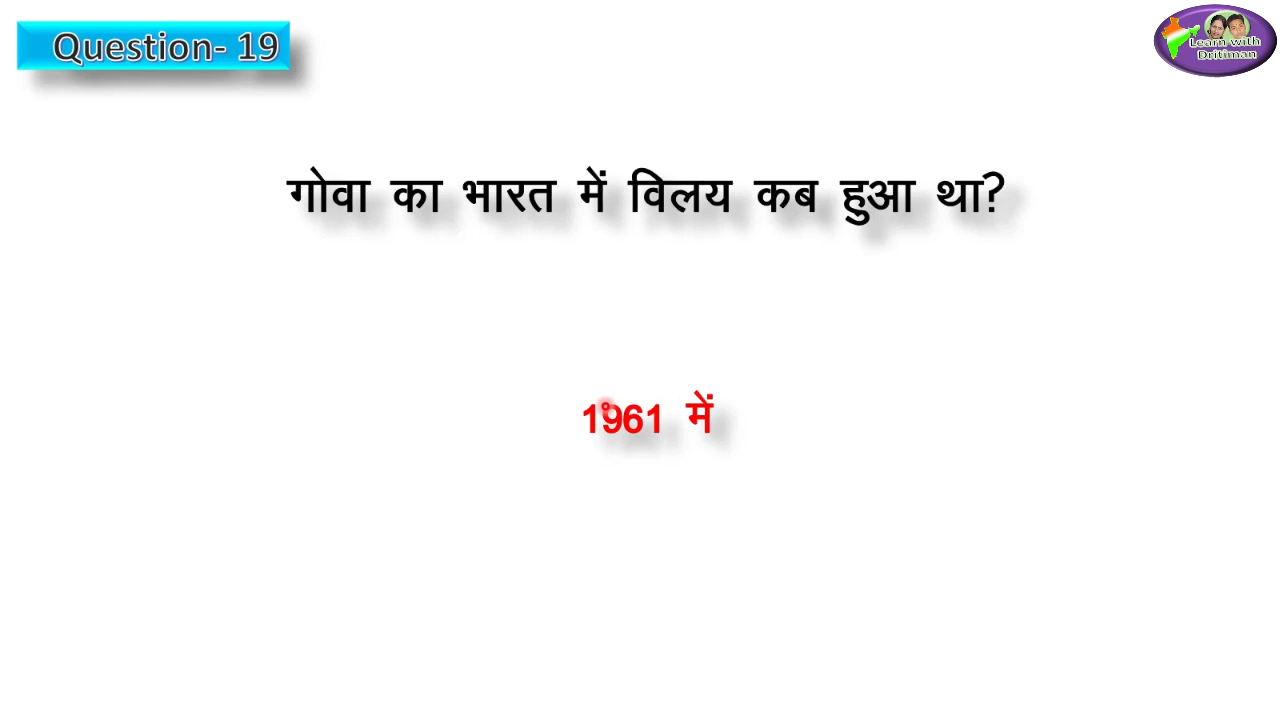 Question- 19
Learn with
Dritiman
गोवा का भारत में विलय कब हुआ था?
1961 में